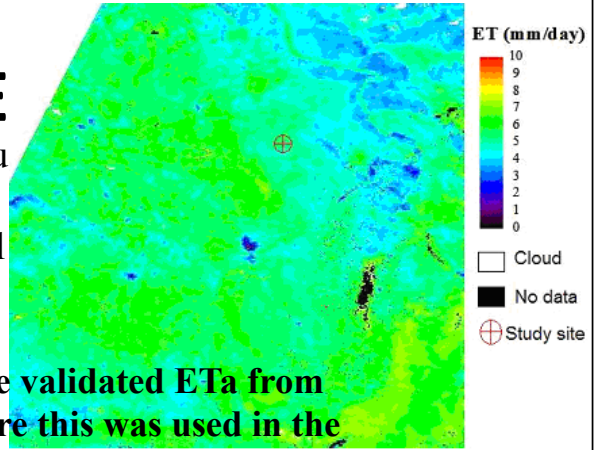 ET (mm/day)
10
9
8
7
6
5
4
3
2
1
0
Cloud
No data
Study site
validated ETa from
this was used in the